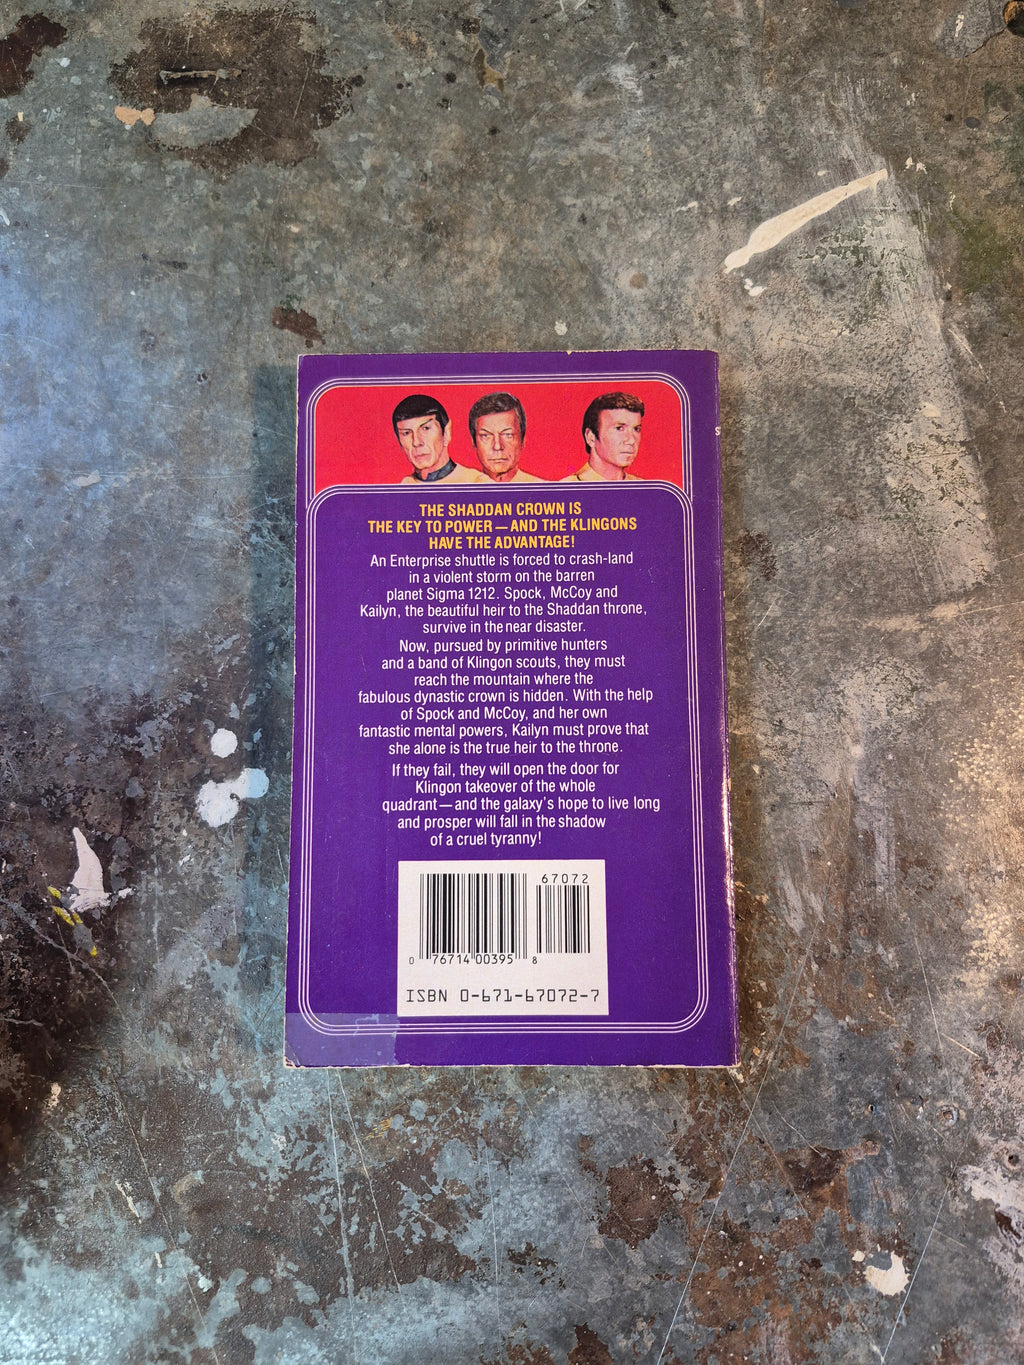 THE SHADDAN CROWN IS
THE KEY TO POWER—AND THE KLINGONS
HAVE THE ADVANTAGE!
An Enterprise shuttle is forced to crash-land
in a violent storm on the barren
planet Sigma 1212. Spock, McCoy and
Kailyn, the beautiful heir to the Shaddan throne,
survive in the near disaster.
Now, pursued by primitive hunters
and a band of Klingon scouts, they must
reach the mountain where the
fabulous dynastic crown is hidden. With the help
of Spock and McCoy, and her own
fantastic mental powers, Kailyn must prove that
she alone is the true heir to the throne.
If they fail, they will open the door for
Klingon takeover of the whole
quadrant—and the galaxy's hope to live long
and prosper will fall in the shadow
of a cruel tyranny!
67072
0 76714 00395 8
ISBN 0-671-67072-7